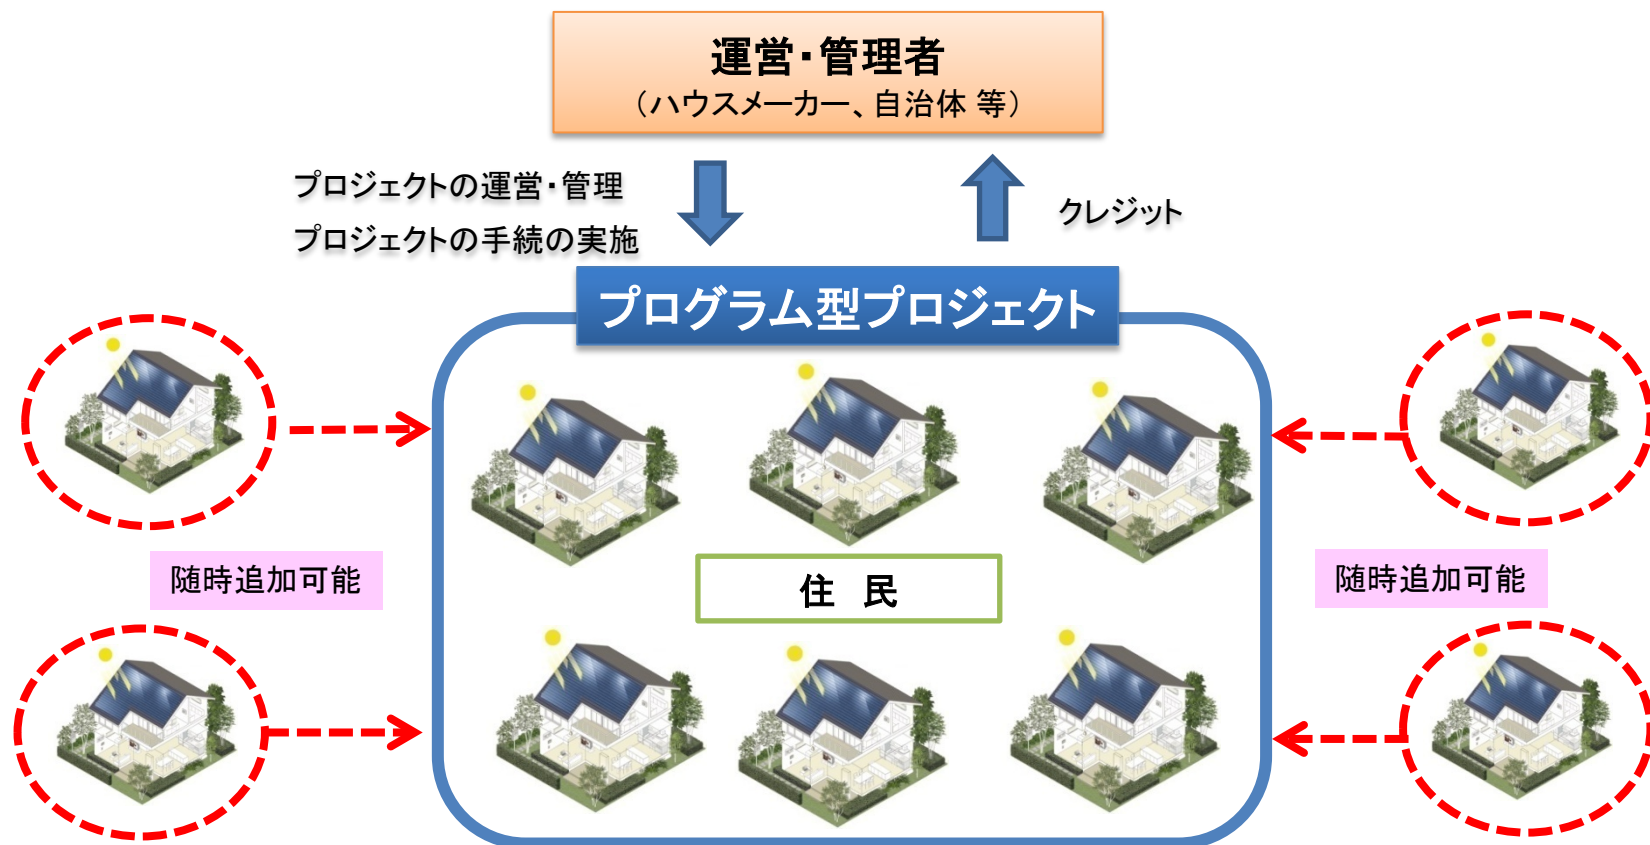 運営・管理者
（ハウスメーカー、自治体 等）
プロジェクトの運営・管理
プロジェクトの手続の実施
クレジット
プログラム型プロジェクト
随時追加可能
住　民
随時追加可能